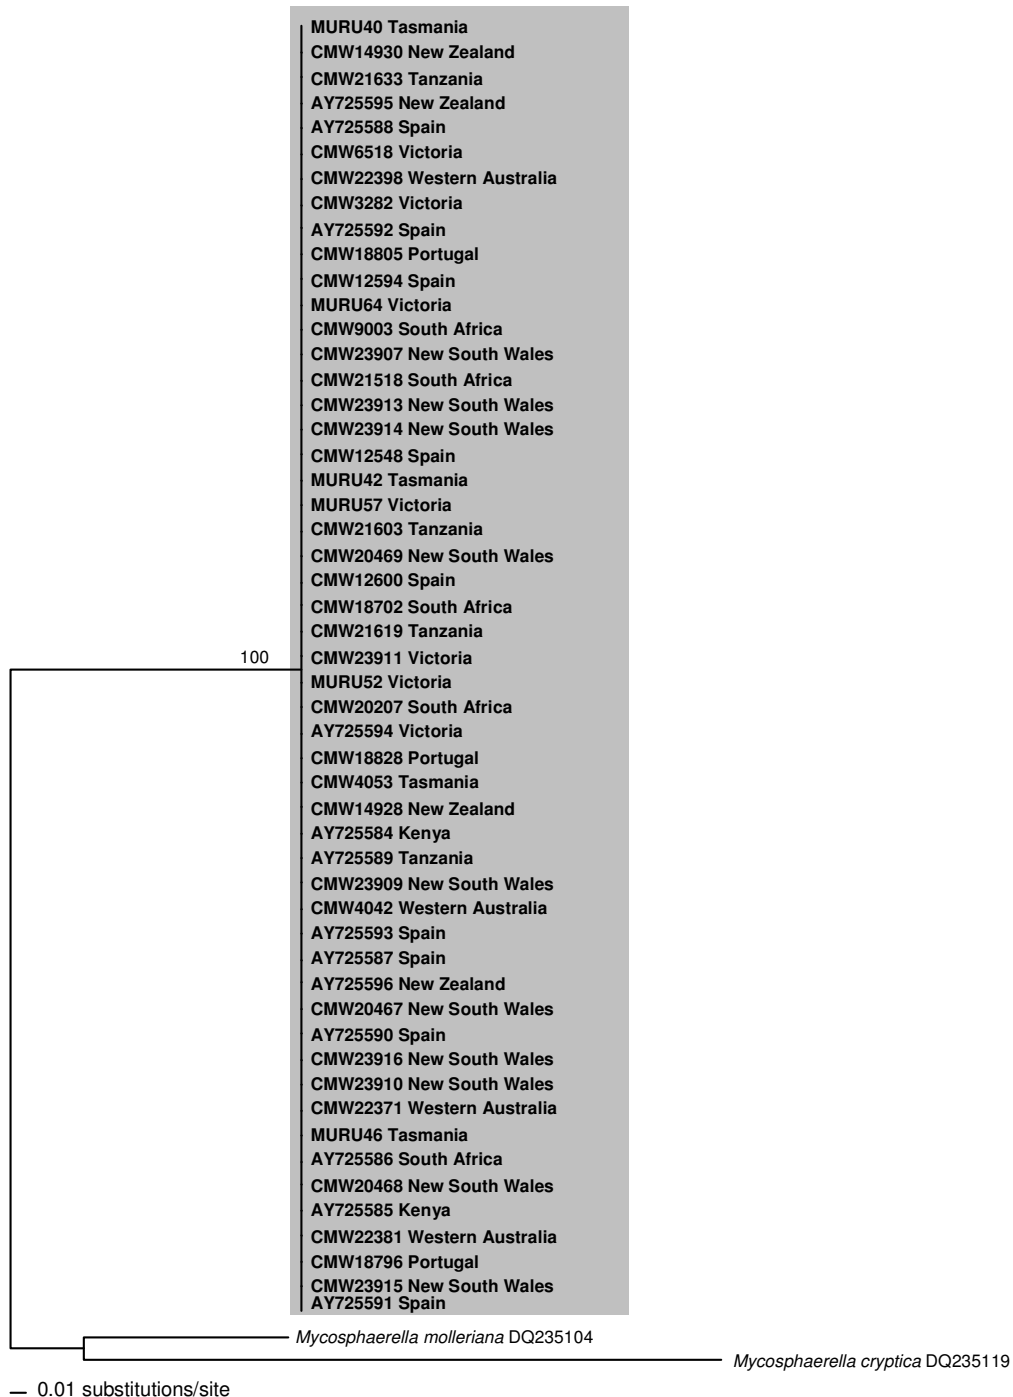 MURU40 Tasmania
CMW14930 New Zealand
CMW21633 Tanzania
AY725595 New Zealand
AY725588 Spain
CMW6518 Victoria
CMW22398 Western Australia
CMW3282 Victoria
AY725592 Spain
CMW18805 Portugal
CMW12594 Spain
MURU64 Victoria
CMW9003 South Africa
CMW23907 New South Wales
CMW21518 South Africa
CMW23913 New South Wales
CMW23914 New South Wales
CMW12548 Spain
MURU42 Tasmania
MURU57 Victoria
CMW21603 Tanzania
CMW20469 New South Wales
CMW12600 Spain
CMW18702 South Africa
CMW21619 Tanzania
100
CMW23911 Victoria
MURU52 Victoria
CMW20207 South Africa
AY725594 Victoria
CMW18828 Portugal
CMW4053 Tasmania
CMW14928 New Zealand
AY725584 Kenya
AY725589 Tanzania
CMW23909 New South Wales
CMW4042 Western Australia
AY725593 Spain
AY725587 Spain
AY725596 New Zealand
CMW20467 New South Wales
AY725590 Spain
CMW23916 New South Wales
CMW23910 New South Wales
CMW22371 Western Australia
MURU46 Tasmania
AY725586 South Africa
CMW20468 New South Wales
AY725585 Kenya
CMW22381 Western Australia
CMW18796 Portugal
CMW23915 New South Wales
AY725591 Spain
Mycosphaerella molleriana DQ235104
Mycosphaerella cryptica DQ235119
0.01 substitutions/site